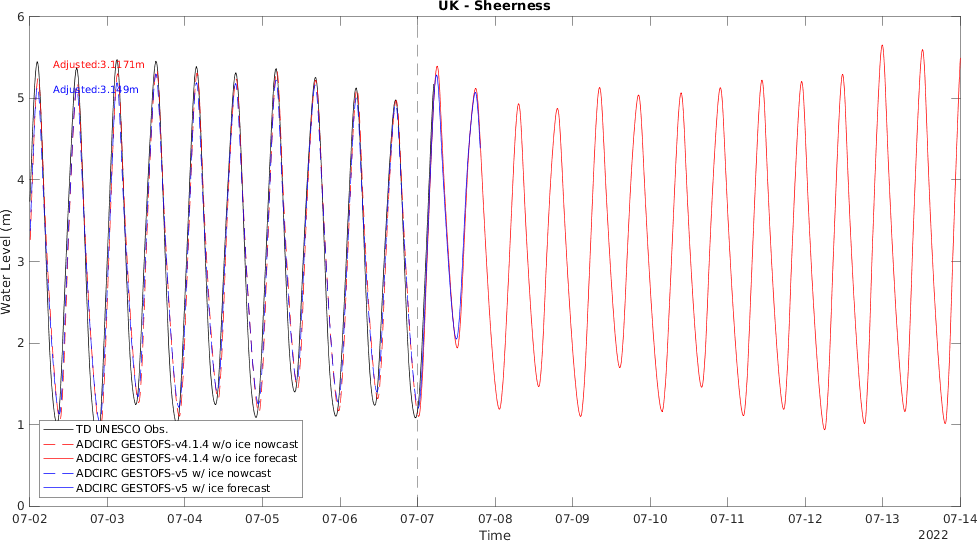 UK - Sheerness
6
5
4
3
2
1
0
Water Level (m)
Adjusted:3.1171m
Adjusted:3.149m
TD UNESCO Obs.
ADCIRC GESTOFS-v4.1.4 w/o ice nowcast
ADCIRC GESTOFS-v4.1.4 w/o ice forecast
ADCIRC GESTOFS-v5 w/ ice nowcast
ADCIRC GESTOFS-v5 w/ ice forecast
07-02 07-03 07-04 07-05 07-06 07-07 07-08 07-09 07-10 07-11 07-12 07-13 07-14
Time
2022